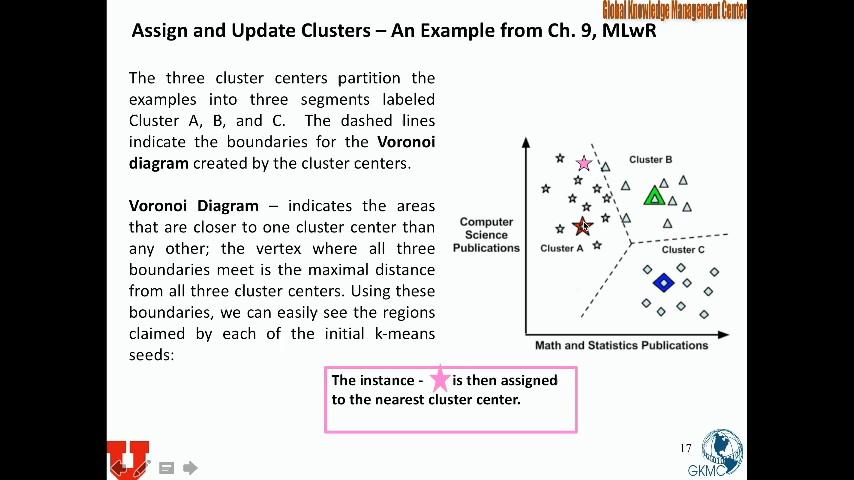 Global Knowledge Management Center
Assign and Update Clusters – An Example from Ch. 9, MLwR
The three cluster centers partition the
examples into three segments labeled
Cluster A, B, and C. The dashed lines
indicate the boundaries for the Voronoi
diagram created by the cluster centers.
Voronoi Diagram – indicates the areas
that are closer to one cluster center than
any other; the vertex where all three
boundaries meet is the maximal distance
from all three cluster centers. Using these
boundaries, we can easily see the regions
claimed by each of the initial k-means
seeds:
Cluster B
Computer
Science
Publications
Cluster A
Cluster C
Math and Statistics Publications
The instance - is then assigned
to the nearest cluster center.
17
U
GKMC